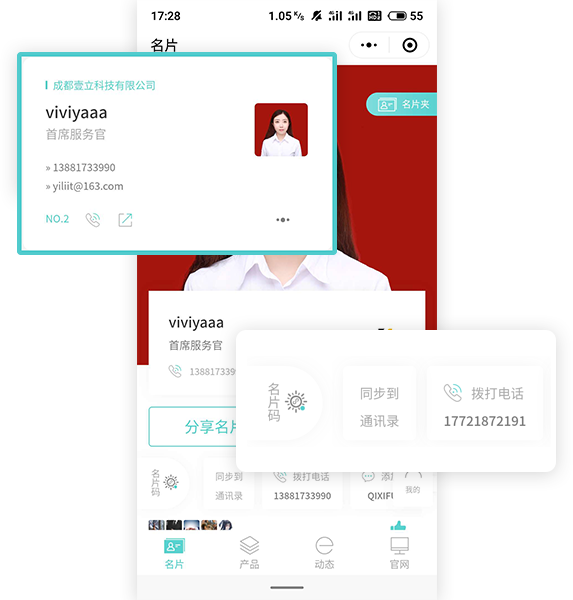 17:28
1.05 K/s
55
名片
成都壹立科技有限公司
viviyaaa
首席服务官
» 13881733990
» yiliit@163.com
NO.2
名片夹
viviyaaa
首席服务官
1388173399
分享名片
名片码
同步到
通讯录
拨打电话
17721872191
名片码
同步到
通讯录
拨打电话
13881733990
添
QIXIFU
我的
名片
产品
动态
官网